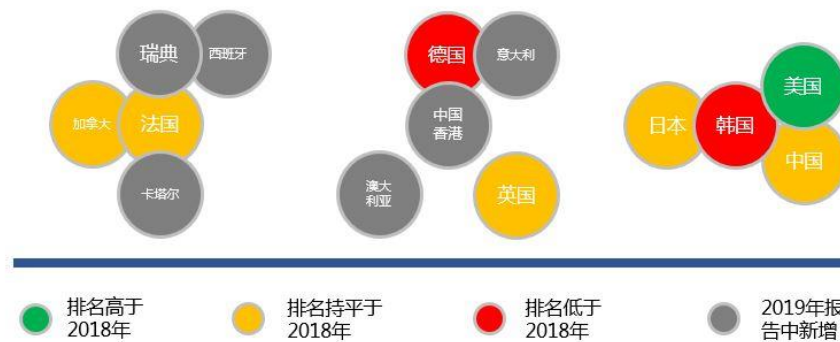 瑞典
西班牙
加拿大
法国
卡塔尔
德国
意大利
中国
香港
澳大
利亚
英国
美国
日本
韩国
中国
排名高于
2018年
排名持平于
2018年
排名低于
2018年
2019年报
告中新增